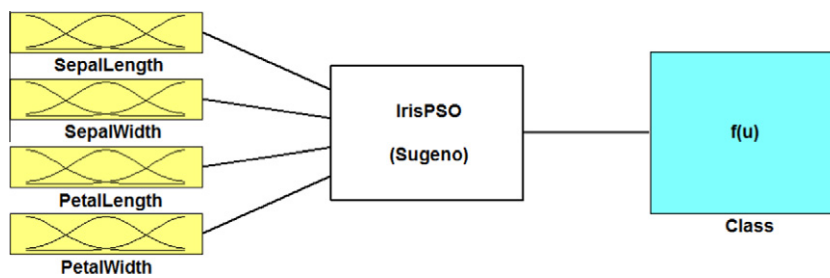 SepalLength
SepalWidth
PetalLength
PetalWidth
IrisPSO
(Sugeno)
f(u)
Class